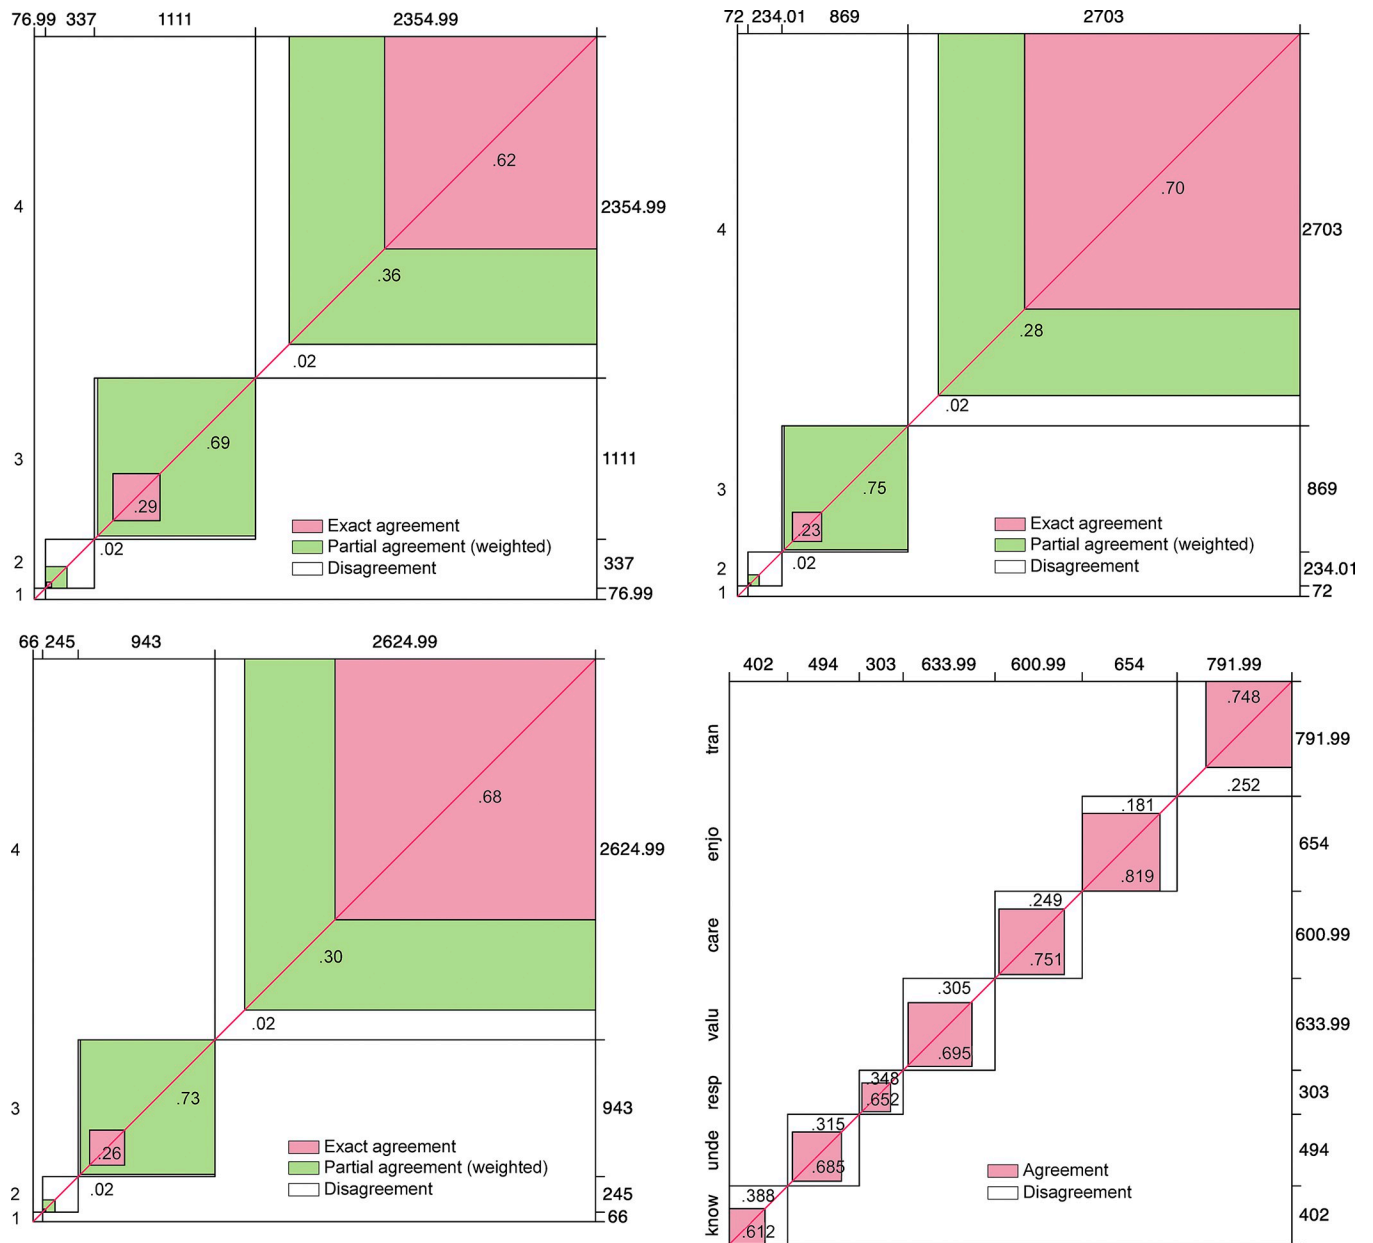 76.99 337 1111 2354.99
4
.62
2354.99
.36
.02
3
.69
1111
.29
Exact agreement
Partial agreement (weighted)
Disagreement
.02
2
337
1
76.99
72 234.01 869 2703
4
.70
2703
.28
.02
3
.75
869
.23
Exact agreement
Partial agreement (weighted)
Disagreement
.02
2
234.01
1
72
66 245 943 2624.99
4
.68
2624.99
.30
.02
3
.73
943
.26
Exact agreement
Partial agreement (weighted)
Disagreement
.02
2
245
1
66
402 494 303 633.99 600.99 654 791.99
tran
.748
791.99
.252
enjo
.181
654
.819
care
.249
600.99
.751
valu
.305
633.99
.695
resp
.348
303
.652
unde
.315
494
.685
Agreement
Disagreement
know
.388
402
.612